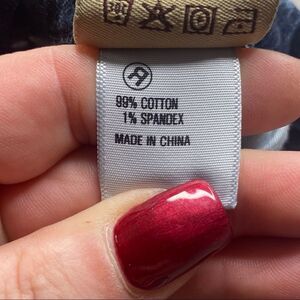 99% COTTON
1% SPANDEX
MADE IN CHINA